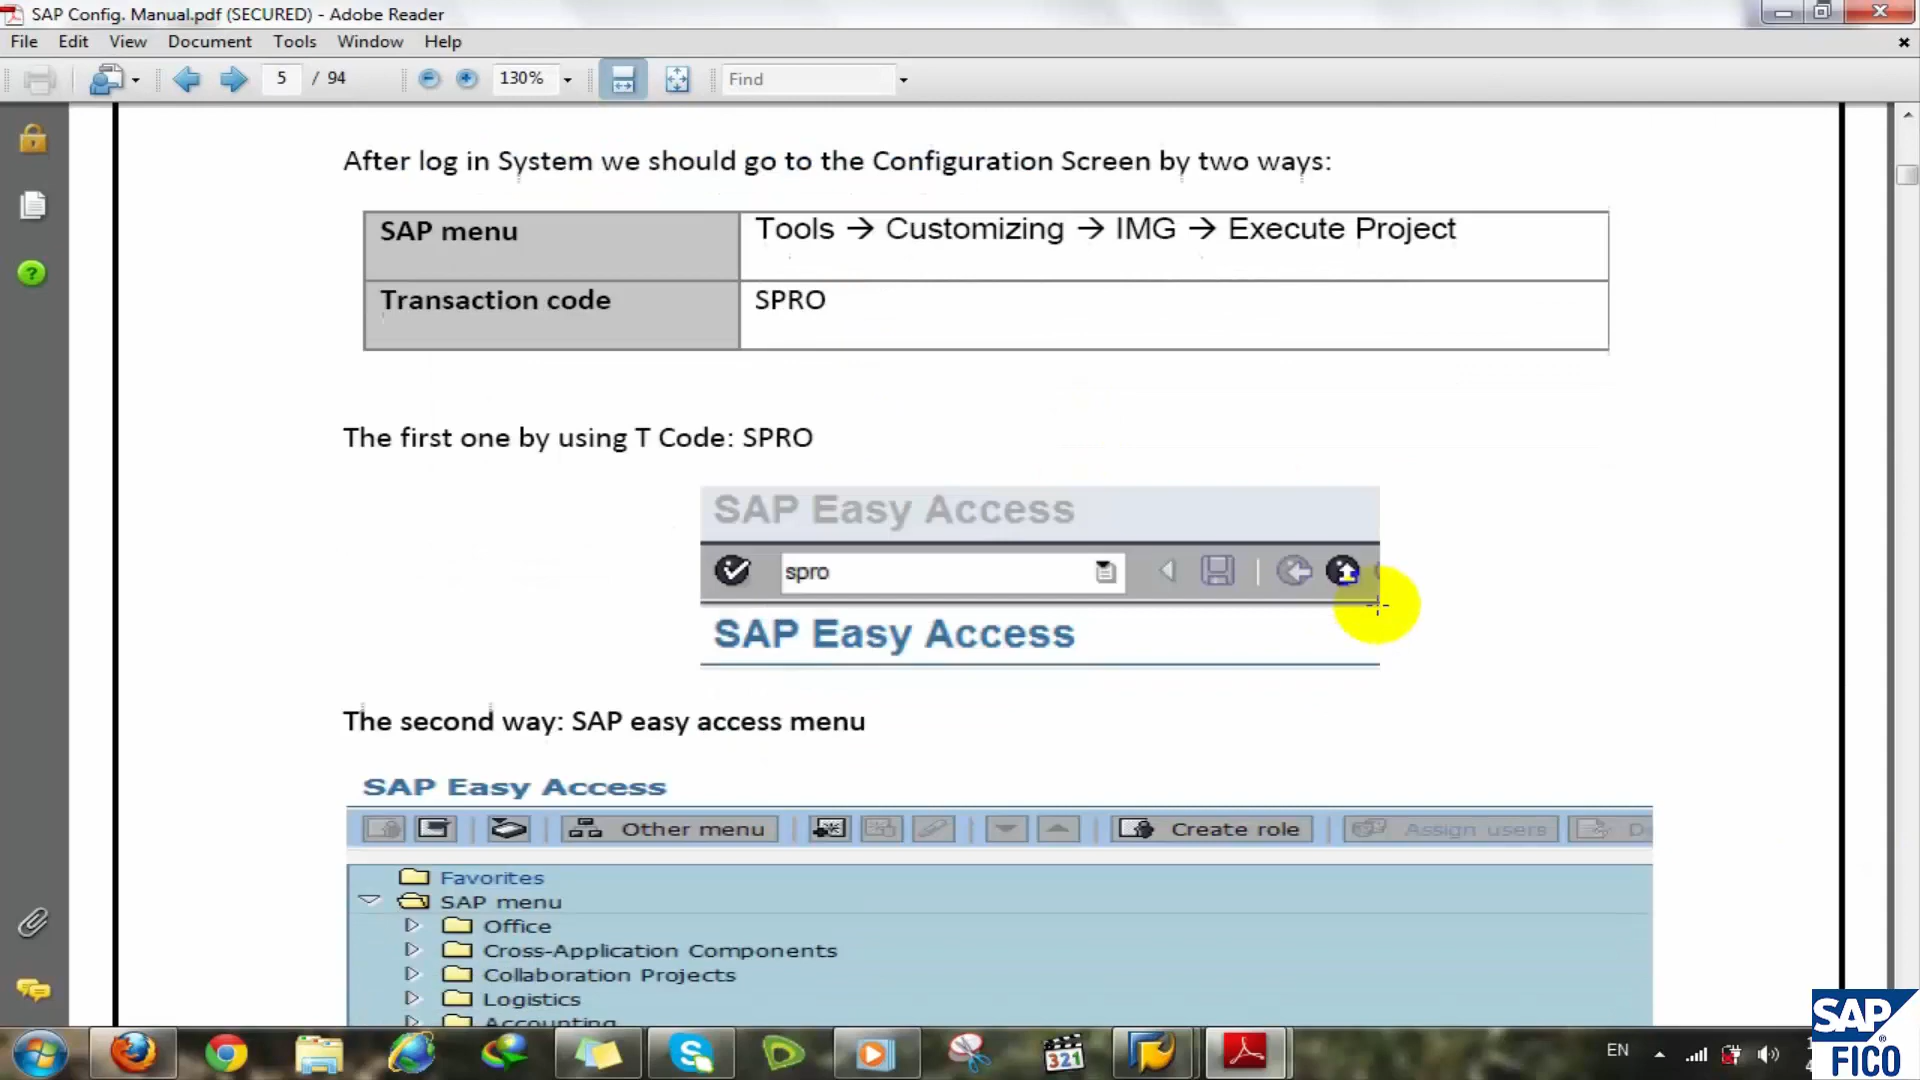 SAP Config. Manual.pdf (SECURED) - Adobe Reader
File Edit View Document Tools Window Help
5 / 94 130% Find
After log in System we should go to the Configuration Screen by two ways:
SAP menu Tools → Customizing → IMG → Execute Project
Transaction code SPRO
The first one by using T Code: SPRO
SAP Easy Access
spro
SAP Easy Access
The second way: SAP easy access menu
SAP Easy Access
Other menu Create role Assign users
Favorites
SAP menu
Office
Cross-Application Components
Collaboration Projects
Logistics
Accounting
321
EN
SAP
FICO